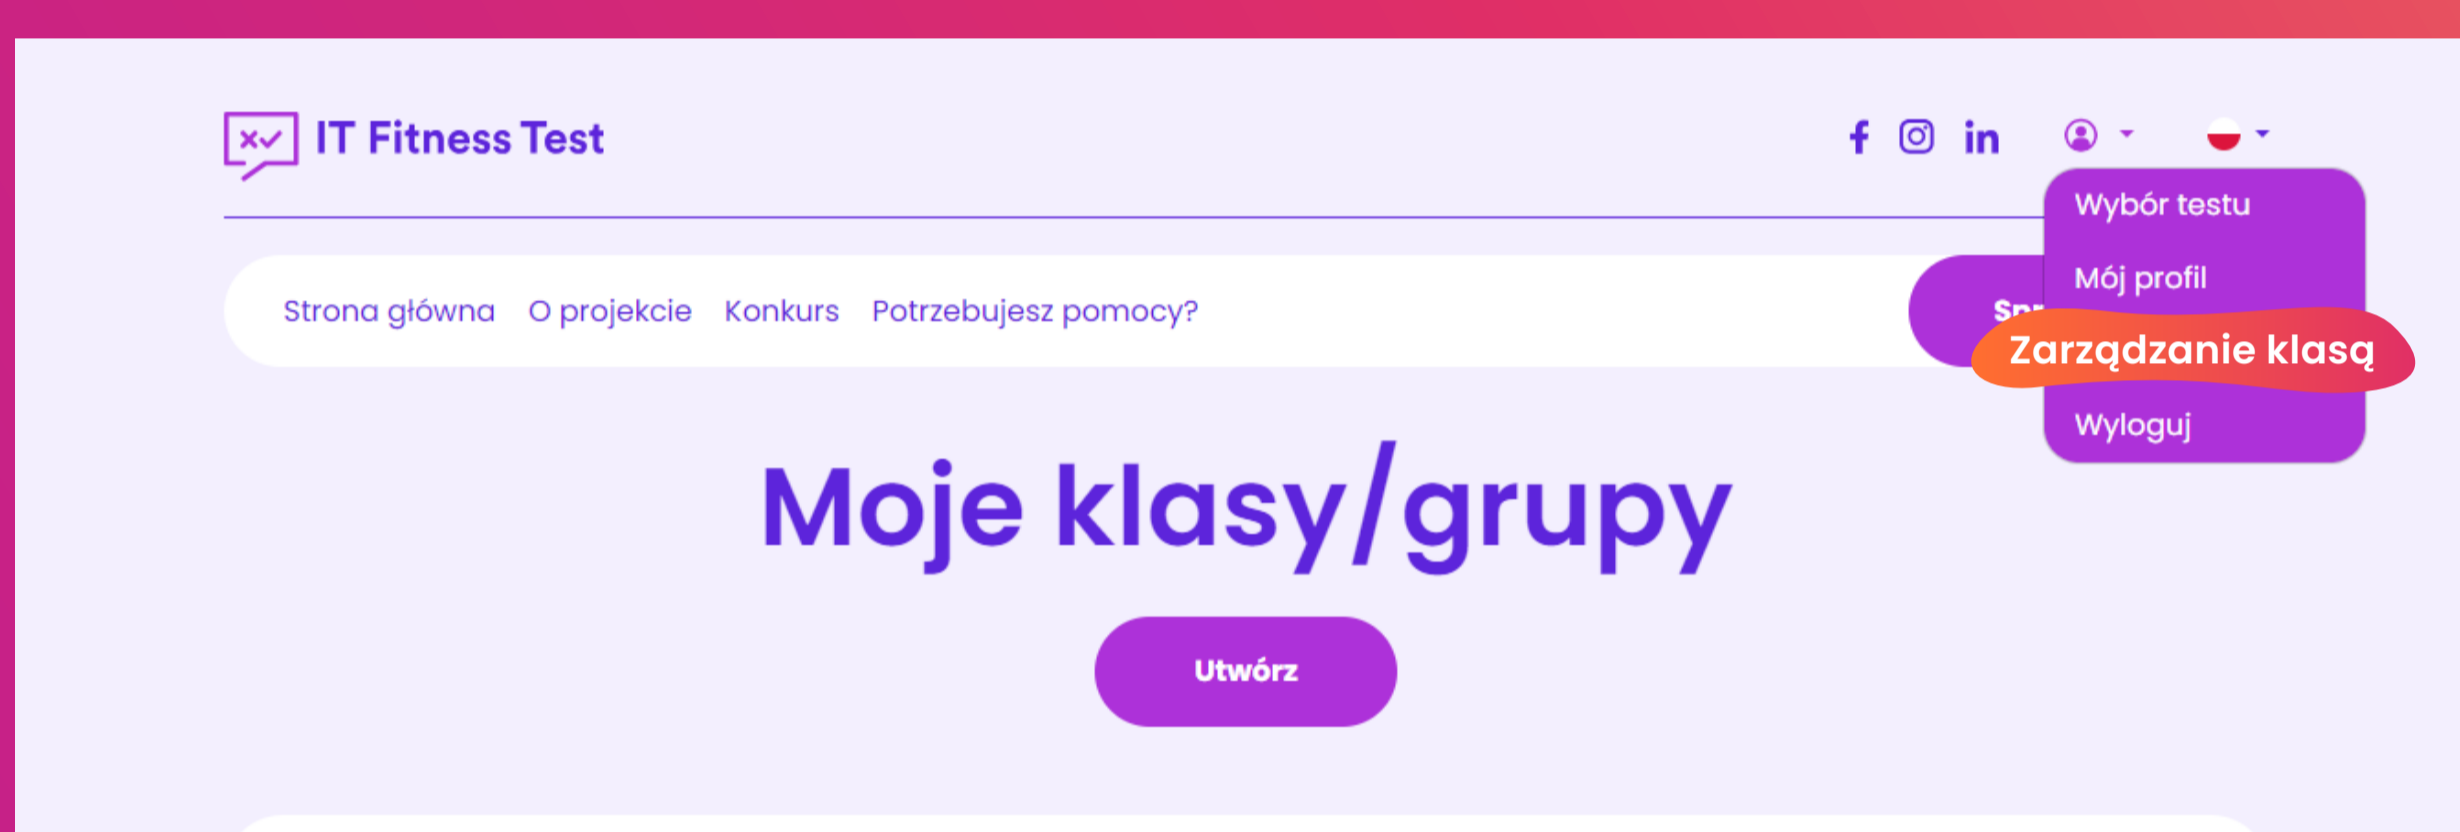 IT Fitness Test
Wybór testu
Mój profil
Zarządzanie klasą
Wyloguj
Strona główna O projekcie Konkurs Potrzebujesz pomocy?
Moje klasy/grupy
Utwórz